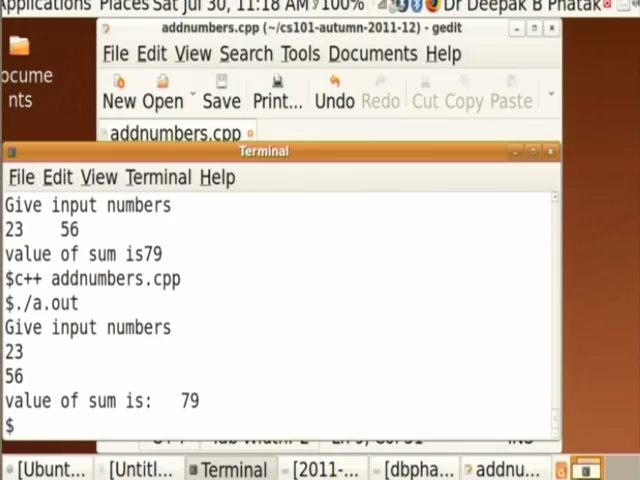 Applications Places Sat Jul 30, 11:18 AM 100% Dr Deepak B Phatak
ocume
nts
addnumbers.cpp (~/cs101-autumn-2011-12) - gedit
File Edit View Search Tools Documents Help
New Open Save Print... Undo Redo Cut Copy Paste
addnumbers.cpp
Terminal
File Edit View Terminal Help
Give input numbers
23 56
value of sum is79
$c++ addnumbers.cpp
$./a.out
Give input numbers
23
56
value of sum is: 79
$
[Ubunt... [Untitl... Terminal [2011-... [dbpha... addnu...